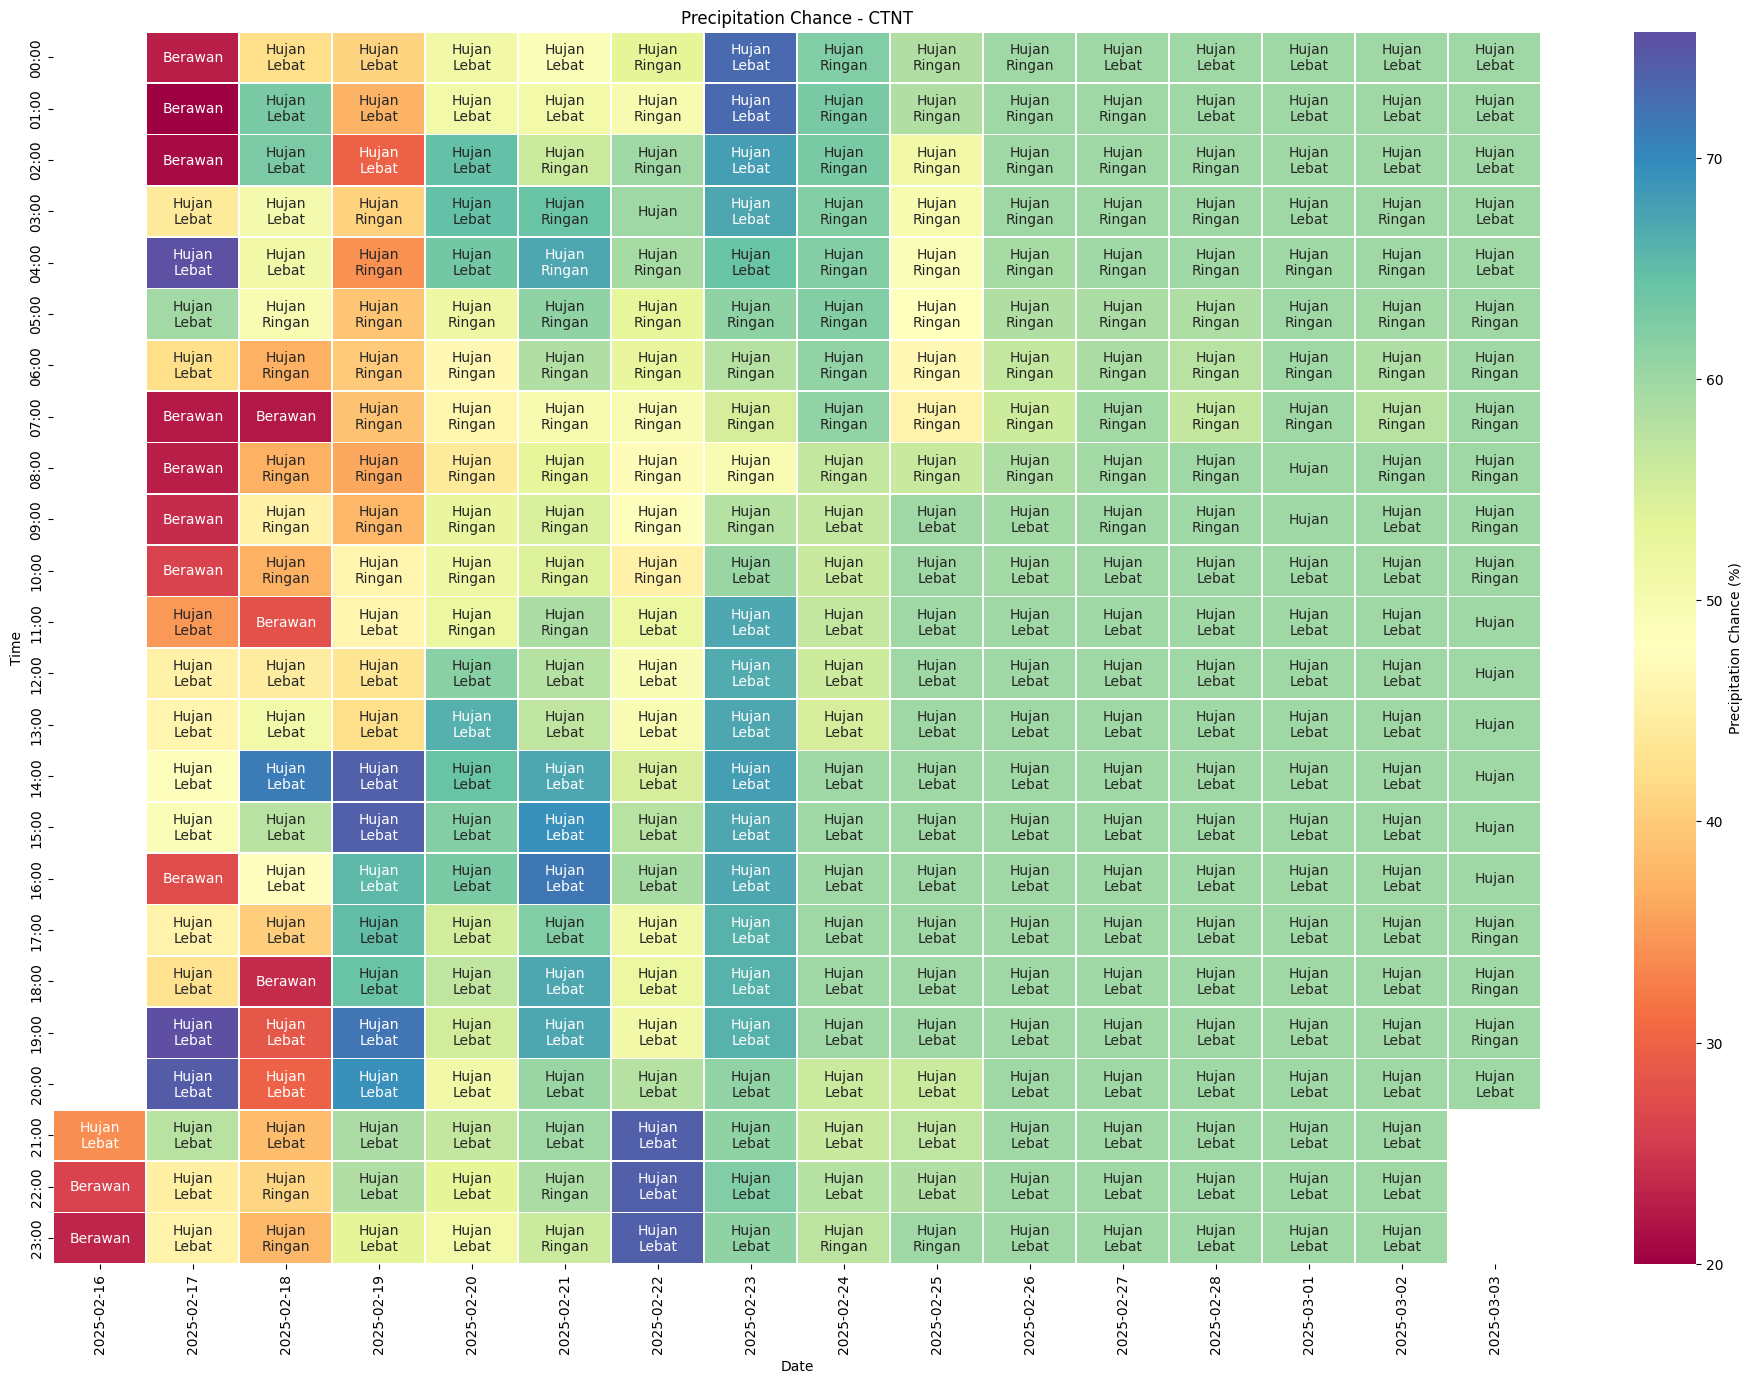 Precipitation Chance - CTNT
00:00 Berawan Hujan Lebat Hujan Lebat Hujan Lebat Hujan Lebat Hujan Ringan Hujan Lebat Hujan Ringan Hujan Ringan Hujan Ringan Hujan Lebat Hujan Lebat Hujan Lebat Hujan Lebat Hujan Lebat
01:00 Berawan Hujan Lebat Hujan Lebat Hujan Lebat Hujan Lebat Hujan Ringan Hujan Lebat Hujan Ringan Hujan Ringan Hujan Ringan Hujan Ringan Hujan Lebat Hujan Lebat Hujan Lebat Hujan Lebat
02:00 Berawan Hujan Lebat Hujan Lebat Hujan Lebat Hujan Ringan Hujan Ringan Hujan Lebat Hujan Ringan Hujan Ringan Hujan Ringan Hujan Ringan Hujan Ringan Hujan Lebat Hujan Lebat Hujan Lebat
03:00 Hujan Lebat Hujan Lebat Hujan Ringan Hujan Lebat Hujan Ringan Hujan Hujan Lebat Hujan Ringan Hujan Ringan Hujan Ringan Hujan Ringan Hujan Ringan Hujan Lebat Hujan Ringan Hujan Lebat
04:00 Hujan Lebat Hujan Lebat Hujan Ringan Hujan Lebat Hujan Ringan Hujan Ringan Hujan Lebat Hujan Ringan Hujan Ringan Hujan Ringan Hujan Ringan Hujan Ringan Hujan Ringan Hujan Ringan Hujan Lebat
05:00 Hujan Lebat Hujan Ringan Hujan Ringan Hujan Ringan Hujan Ringan Hujan Ringan Hujan Ringan Hujan Ringan Hujan Ringan Hujan Ringan Hujan Ringan Hujan Ringan Hujan Ringan Hujan Ringan Hujan Ringan
06:00 Hujan Lebat Hujan Ringan Hujan Ringan Hujan Ringan Hujan Ringan Hujan Ringan Hujan Ringan Hujan Ringan Hujan Ringan Hujan Ringan Hujan Ringan Hujan Ringan Hujan Ringan Hujan Ringan Hujan Ringan
07:00 Berawan Berawan Hujan Ringan Hujan Ringan Hujan Ringan Hujan Ringan Hujan Ringan Hujan Ringan Hujan Ringan Hujan Ringan Hujan Ringan Hujan Ringan Hujan Ringan Hujan Ringan Hujan Ringan
08:00 Berawan Hujan Ringan Hujan Ringan Hujan Ringan Hujan Ringan Hujan Ringan Hujan Ringan Hujan Ringan Hujan Ringan Hujan Ringan Hujan Ringan Hujan Ringan Hujan Hujan Ringan Hujan Ringan
09:00 Berawan Hujan Ringan Hujan Ringan Hujan Ringan Hujan Ringan Hujan Ringan Hujan Ringan Hujan Lebat Hujan Lebat Hujan Lebat Hujan Ringan Hujan Ringan Hujan Hujan Lebat Hujan Ringan
10:00 Berawan Hujan Ringan Hujan Ringan Hujan Ringan Hujan Ringan Hujan Ringan Hujan Lebat Hujan Lebat Hujan Lebat Hujan Lebat Hujan Lebat Hujan Lebat Hujan Lebat Hujan Lebat Hujan Ringan
11:00 Hujan Lebat Berawan Hujan Lebat Hujan Ringan Hujan Ringan Hujan Lebat Hujan Lebat Hujan Lebat Hujan Lebat Hujan Lebat Hujan Lebat Hujan Lebat Hujan Lebat Hujan Lebat Hujan
12:00 Hujan Lebat Hujan Lebat Hujan Lebat Hujan Lebat Hujan Lebat Hujan Lebat Hujan Lebat Hujan Lebat Hujan Lebat Hujan Lebat Hujan Lebat Hujan Lebat Hujan Lebat Hujan Lebat Hujan
13:00 Hujan Lebat Hujan Lebat Hujan Lebat Hujan Lebat Hujan Lebat Hujan Lebat Hujan Lebat Hujan Lebat Hujan Lebat Hujan Lebat Hujan Lebat Hujan Lebat Hujan Lebat Hujan Lebat Hujan
14:00 Hujan Lebat Hujan Lebat Hujan Lebat Hujan Lebat Hujan Lebat Hujan Lebat Hujan Lebat Hujan Lebat Hujan Lebat Hujan Lebat Hujan Lebat Hujan Lebat Hujan Lebat Hujan Lebat Hujan
15:00 Hujan Lebat Hujan Lebat Hujan Lebat Hujan Lebat Hujan Lebat Hujan Lebat Hujan Lebat Hujan Lebat Hujan Lebat Hujan Lebat Hujan Lebat Hujan Lebat Hujan Lebat Hujan Lebat Hujan
16:00 Berawan Hujan Lebat Hujan Lebat Hujan Lebat Hujan Lebat Hujan Lebat Hujan Lebat Hujan Lebat Hujan Lebat Hujan Lebat Hujan Lebat Hujan Lebat Hujan Lebat Hujan Lebat Hujan
17:00 Hujan Lebat Hujan Lebat Hujan Lebat Hujan Lebat Hujan Lebat Hujan Lebat Hujan Lebat Hujan Lebat Hujan Lebat Hujan Lebat Hujan Lebat Hujan Lebat Hujan Lebat Hujan Lebat Hujan Ringan
18:00 Hujan Lebat Berawan Hujan Lebat Hujan Lebat Hujan Lebat Hujan Lebat Hujan Lebat Hujan Lebat Hujan Lebat Hujan Lebat Hujan Lebat Hujan Lebat Hujan Lebat Hujan Lebat Hujan Ringan
19:00 Hujan Lebat Hujan Lebat Hujan Lebat Hujan Lebat Hujan Lebat Hujan Lebat Hujan Lebat Hujan Lebat Hujan Lebat Hujan Lebat Hujan Lebat Hujan Lebat Hujan Lebat Hujan Lebat Hujan Ringan
20:00 Hujan Lebat Hujan Lebat Hujan Lebat Hujan Lebat Hujan Lebat Hujan Lebat Hujan Lebat Hujan Lebat Hujan Lebat Hujan Lebat Hujan Lebat Hujan Lebat Hujan Lebat Hujan Lebat Hujan Lebat
21:00 Hujan Lebat Hujan Lebat Hujan Lebat Hujan Lebat Hujan Lebat Hujan Lebat Hujan Lebat Hujan Lebat Hujan Lebat Hujan Lebat Hujan Lebat Hujan Lebat Hujan Lebat Hujan Lebat Hujan Lebat
22:00 Berawan Hujan Lebat Hujan Ringan Hujan Lebat Hujan Lebat Hujan Ringan Hujan Lebat Hujan Lebat Hujan Lebat Hujan Lebat Hujan Lebat Hujan Lebat Hujan Lebat Hujan Lebat Hujan Lebat
23:00 Berawan Hujan Lebat Hujan Ringan Hujan Lebat Hujan Lebat Hujan Ringan Hujan Lebat Hujan Lebat Hujan Ringan Hujan Ringan Hujan Lebat Hujan Lebat Hujan Lebat Hujan Lebat Hujan Lebat
Time
2025-02-16 2025-02-17 2025-02-18 2025-02-19 2025-02-20 2025-02-21 2025-02-22 2025-02-23 2025-02-24 2025-02-25 2025-02-26 2025-02-27 2025-02-28 2025-03-01 2025-03-02 2025-03-03
Date
70
60
50
40
30
20
Precipitation Chance (%)